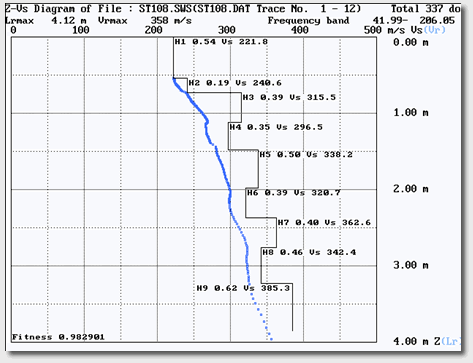 Z-Vs Diagram of File : ST108.SWS(ST108.DAT Trace No. 1 - 12) Total 337 do
Lrmax 4.12 m Vrmax 358 m/s Frequency band 41.99- 206.05
0 100 200 300 400 500 m/s Vs(Vr)
H1 0.54 Vs 221.8
0.00 m
H2 0.19 Vs 240.6
H3 0.39 Vs 315.5
1.00 m
H4 0.35 Vs 296.5
H5 0.50 Vs 338.2
2.00 m
H6 0.39 Vs 320.7
H7 0.40 Vs 362.6
H8 0.46 Vs 342.4
3.00 m
H9 0.62 Vs 385.3
Fitness 0.982901
4.00 m Z(Lr)